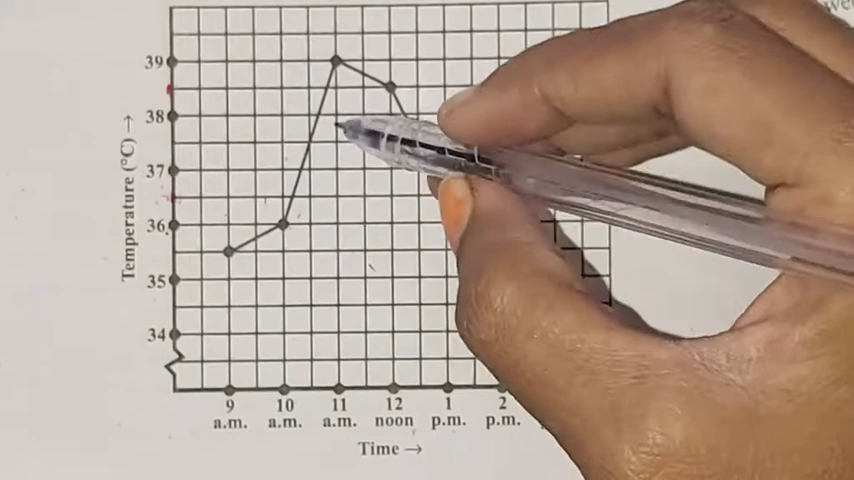 39
38
37
36
35
34
Temperature (°C) →
9 10 11 12 1 2
a.m. a.m. a.m. noon p.m. p.m.
Time →